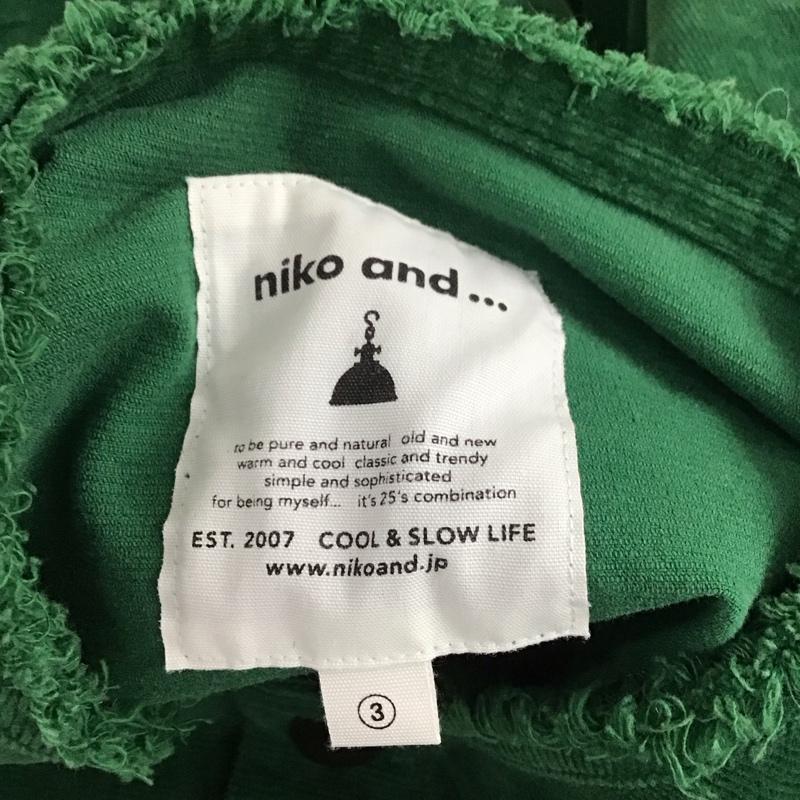 niko and...
to be pure and natural old and new
warm and cool classic and trendy
simple and sophisticated
for being myself... it's 25's combination
EST. 2007 COOL & SLOW LIFE
www.nikoand.jp
③